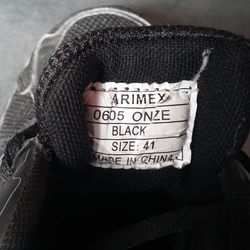 ARIMEX
0605 ONZE
BLACK
SIZE: 41
MADE IN CHINA